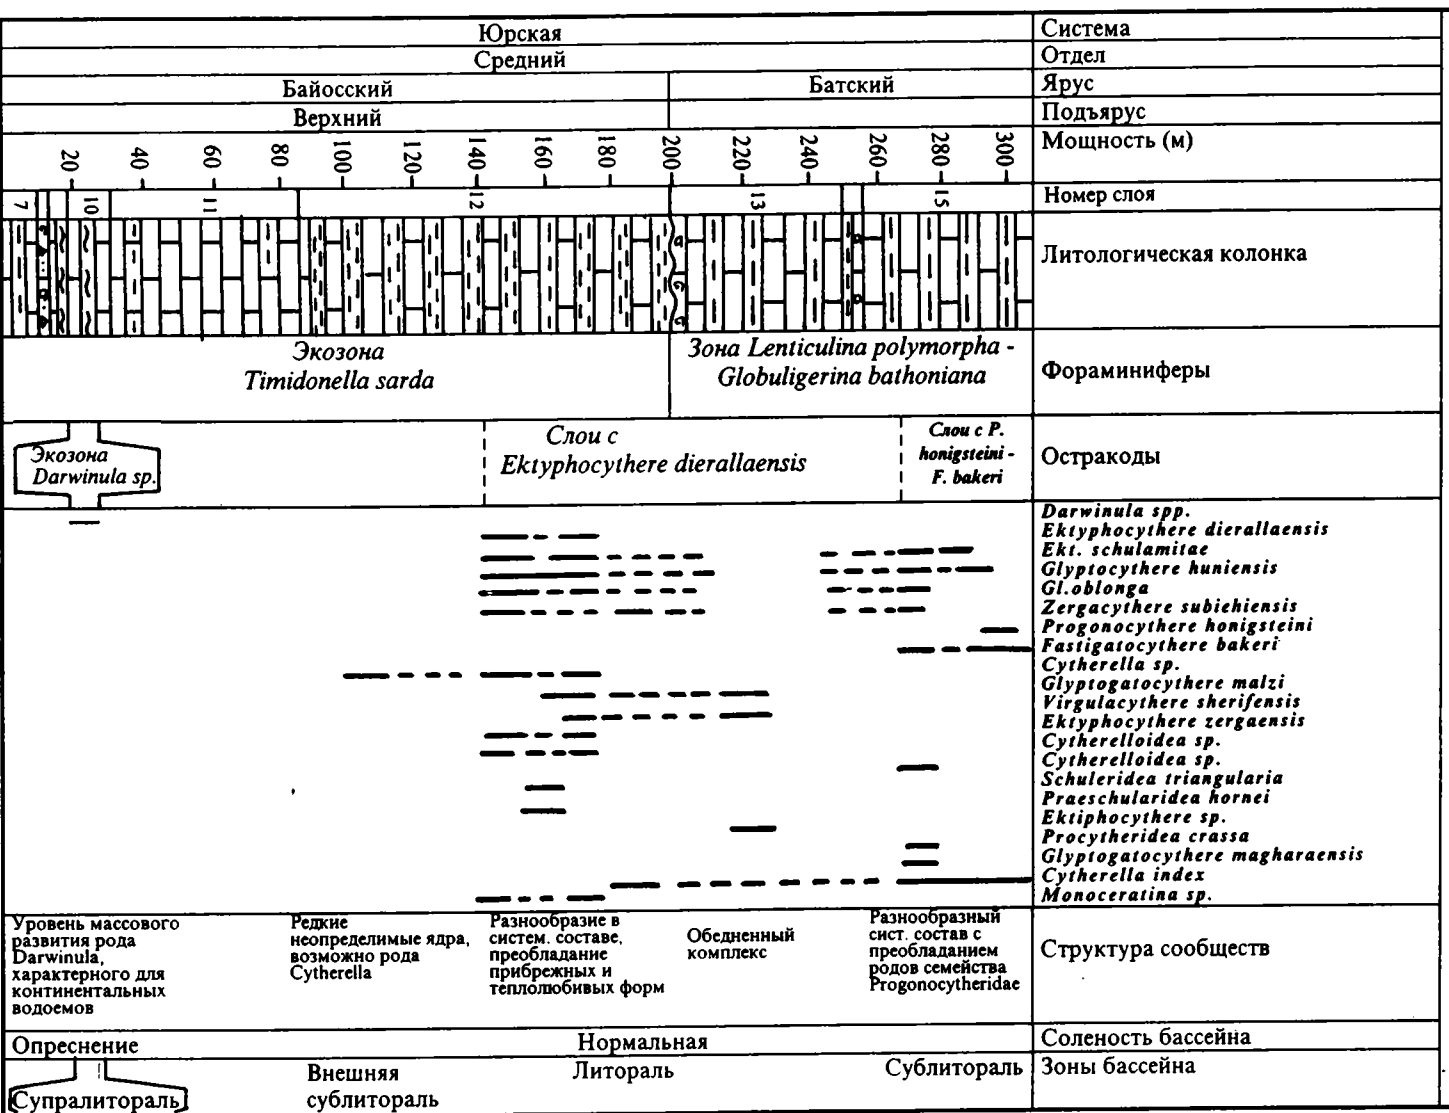 Юрская
Система
Средний
Отдел
Байосский
Батский
Ярус
Верхний
Подъярус
20 40 60 80 100 120 140 160 180 200 220 240 260 280 300
Мощность (м)
7 10 11 12 13 15
Номер слоя
Литологическая колонка
Экозона
Timidonella sarda
Зона Lenticulina polymorpha -
Globuligerina bathoniana
Фораминиферы
Экозона
Darwinula sp.
Слои с
Ektyphocythere dierallaensis
Слои с P.
honigsteini -
F. bakeri
Остракоды
Darwinula spp.
Ektyphocythere dierallaensis
Ekt. schulamitae
Glyptocythere huniensis
Gl.oblonga
Zergacythere subiehiensis
Progonocythere honigsteini
Fastigatocythere bakeri
Cytherella sp.
Glyptogatocythere malzi
Virgulacythere sherifensis
Ektyphocythere zergaensis
Cytherelloidea sp.
Cytherelloidea sp.
Schuleridea triangularia
Praeschularidea hornei
Ektiphocythere sp.
Procytheridea crassa
Glyptogatocythere magharaensis
Cytherella index
Monoceratina sp.
Уровень массового
развития рода
Darwinula,
характерного для
континентальных
водоемов
Редкие
неопределимые ядра,
возможно рода
Cytherella
Разнообразие в
систем. составе,
преобладание
прибрежных и
теплолюбивых форм
Обедненный
комплекс
Разнообразный
сист. состав с
преобладанием
родов семейства
Progonocytheridae
Структура сообществ
Опреснение
Нормальная
Соленость бассейна
Супралитораль
Внешняя
сублитораль
Литораль
Сублитораль
Зоны бассейна